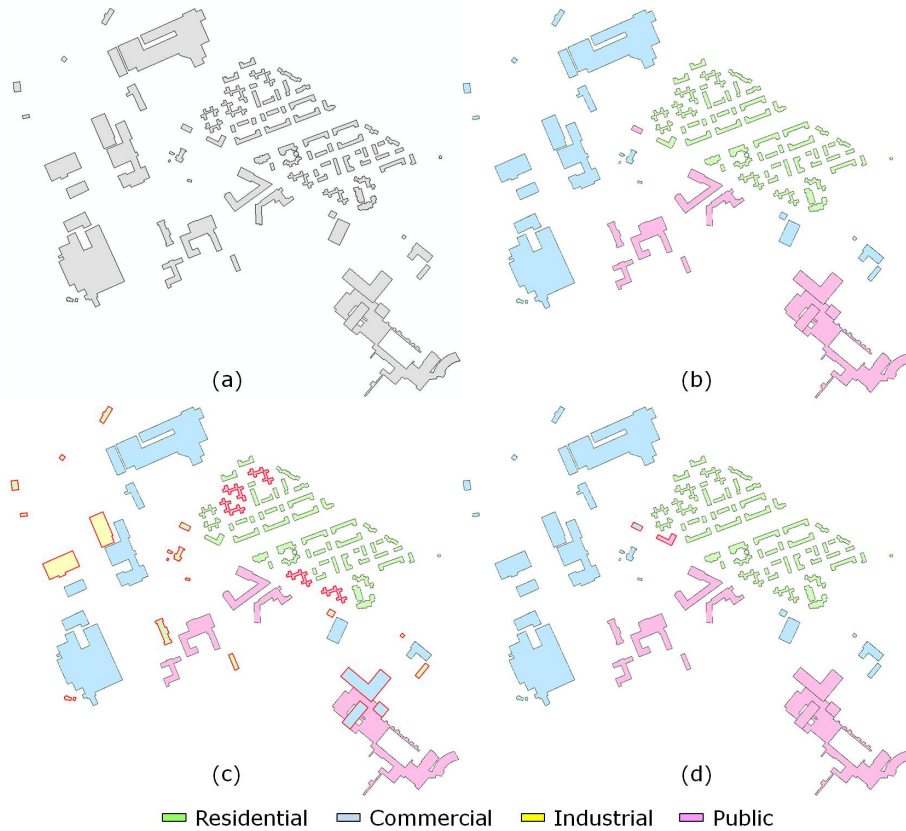 (a)
(b)
(c)
(d)
Residential
Commercial
Industrial
Public